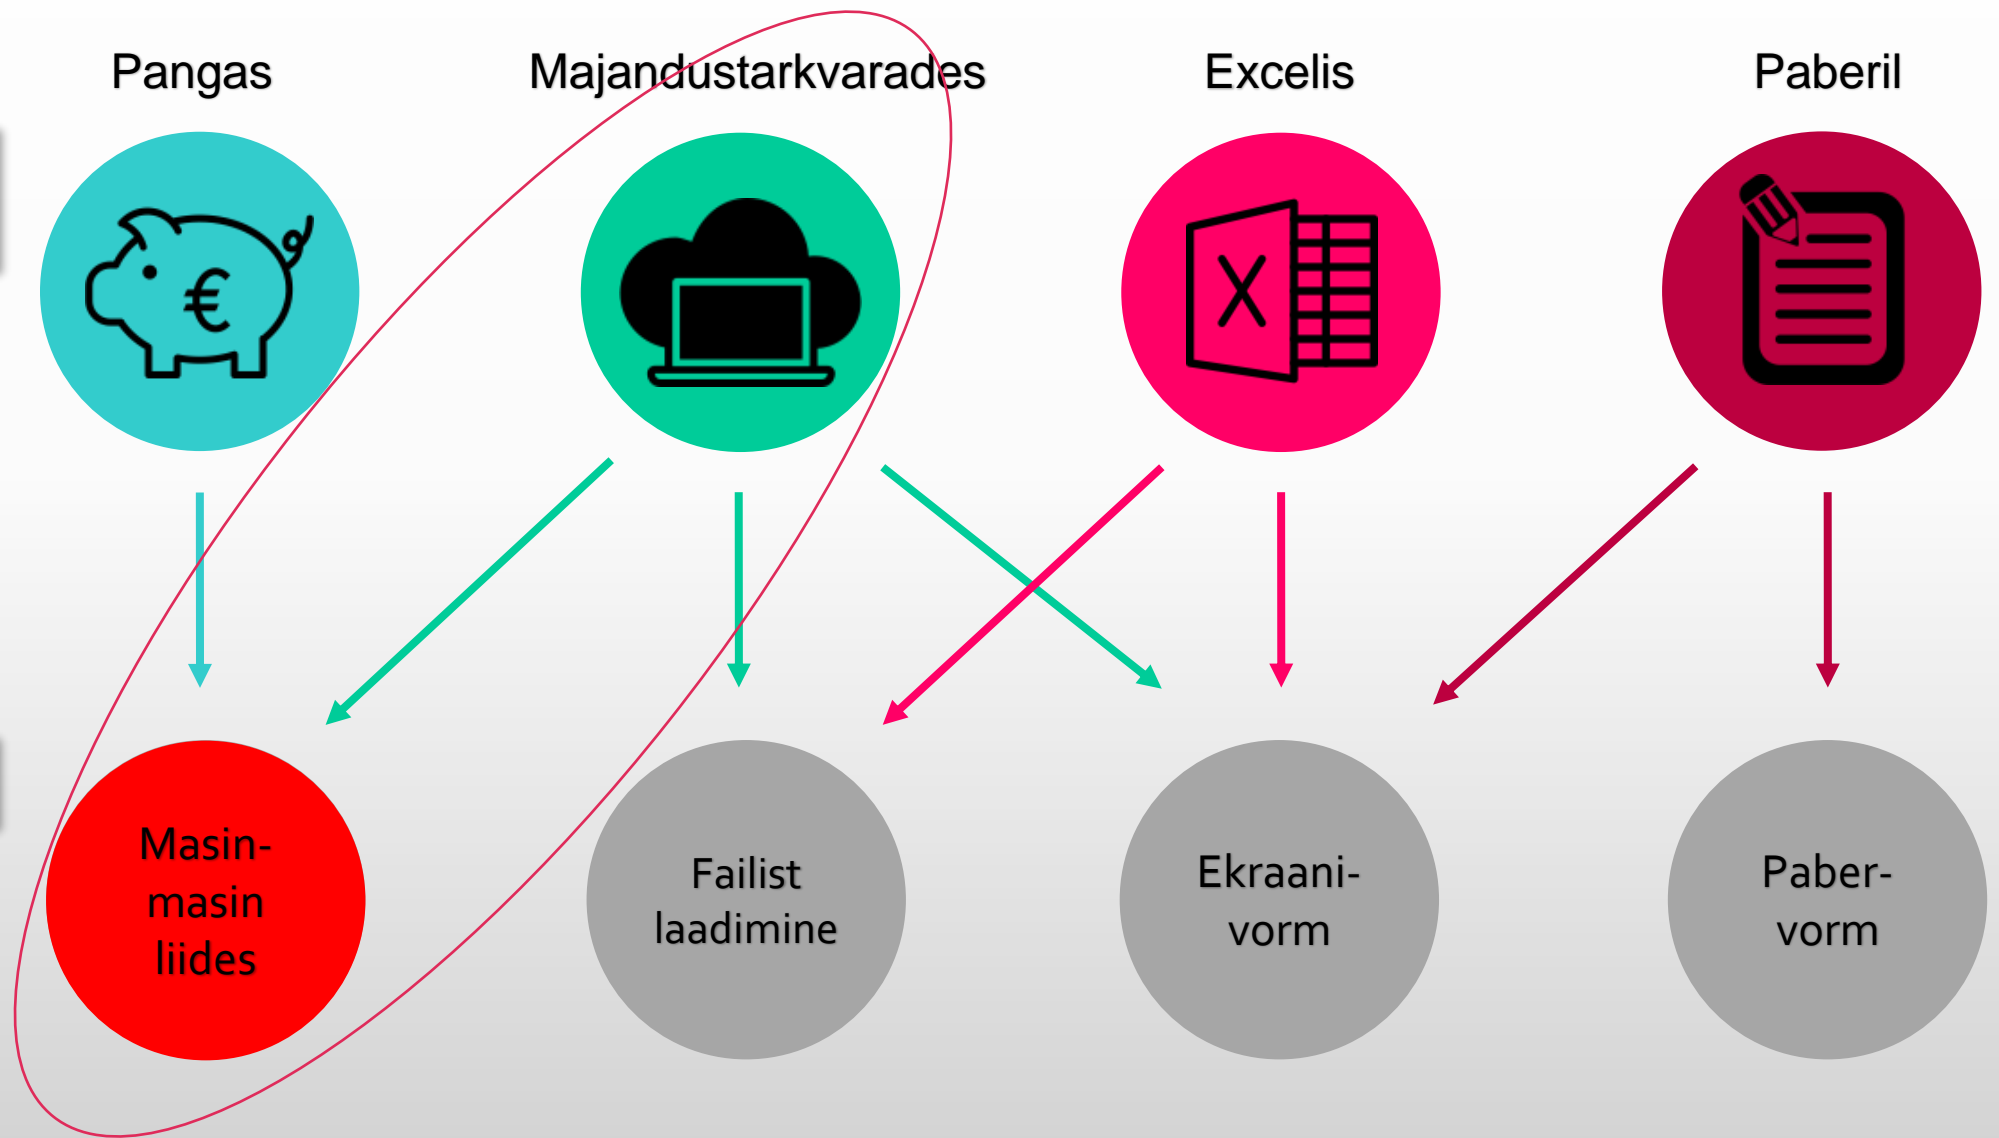 Pangas
Majandustarkvarades
Excelis
Paberil
€
X
Masin-
masin
liides
Failist
laadimine
Ekraani-
vorm
Paber-
vorm